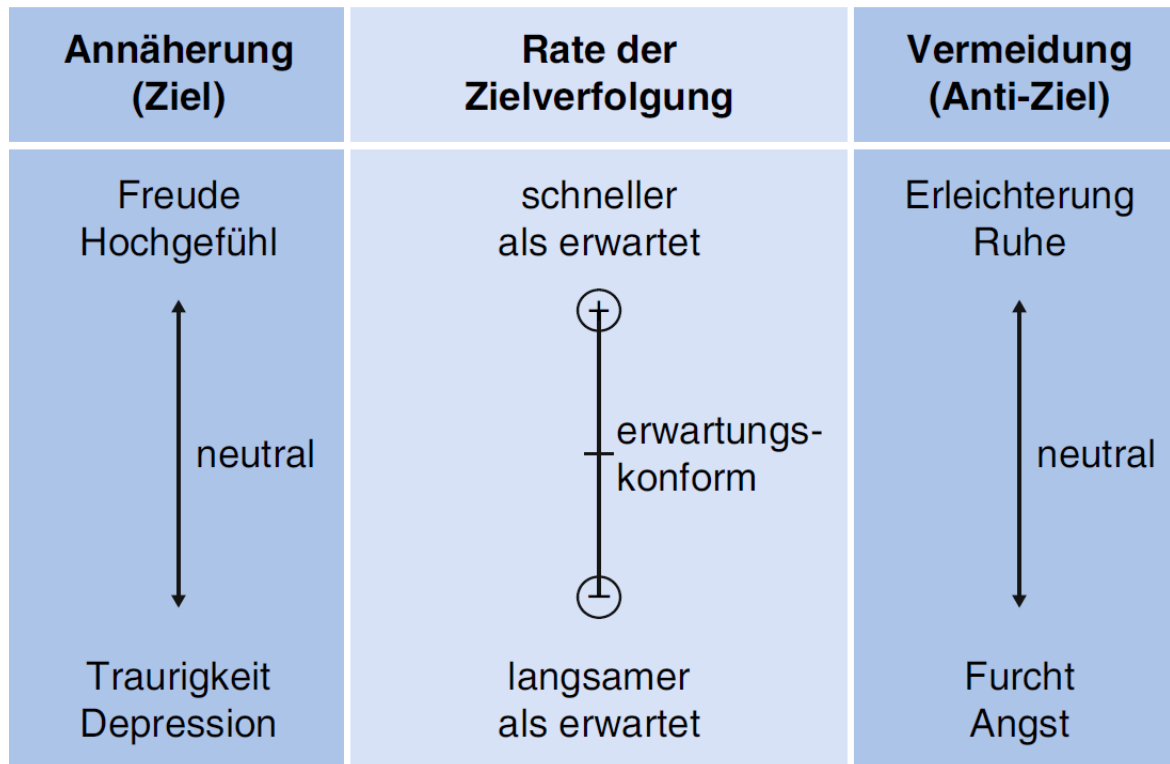 Annäherung
(Ziel)
Rate der
Zielverfolgung
Vermeidung
(Anti-Ziel)
Freude
Hochgefühl
neutral
Traurigkeit
Depression
schneller
als erwartet
+
erwartungs-
konform
–
langsamer
als erwartet
Erleichterung
Ruhe
neutral
Furcht
Angst